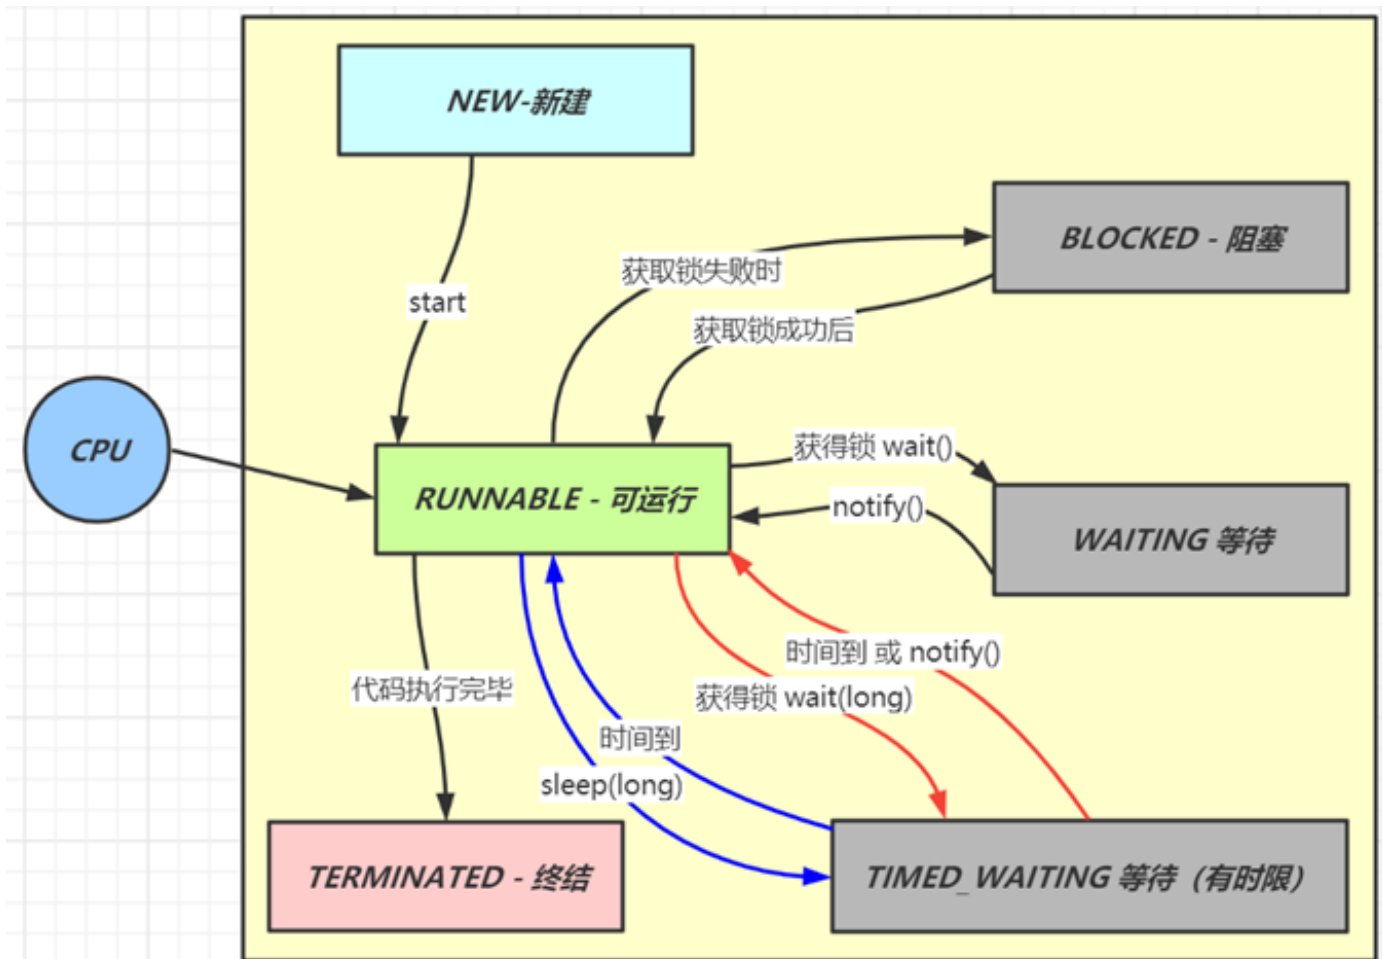 NEW-新建
BLOCKED - 阻塞
获取锁失败时
start
获取锁成功后
CPU
获得锁 wait()
RUNNABLE - 可运行
notify()
WAITING 等待
时间到 或 notify()
代码执行完毕
获得锁 wait(long)
时间到
sleep(long)
TERMINATED - 终结
TIMED_WAITING 等待（有时限）